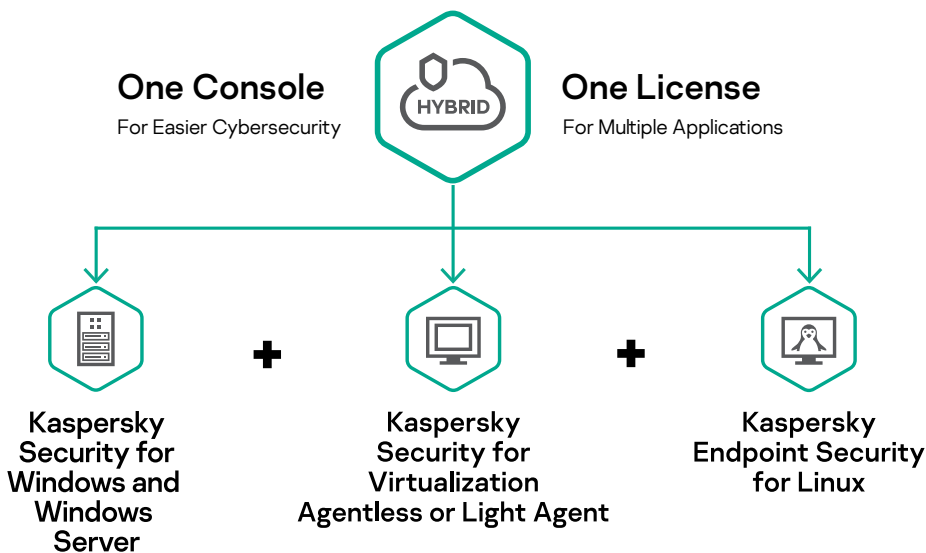 One Console
For Easier Cybersecurity
HYBRID
One License
For Multiple Applications
Kaspersky
Security for
Windows and
Windows
Server
Kaspersky
Security for
Virtualization
Agentless or Light Agent
Kaspersky
Endpoint Security
for Linux